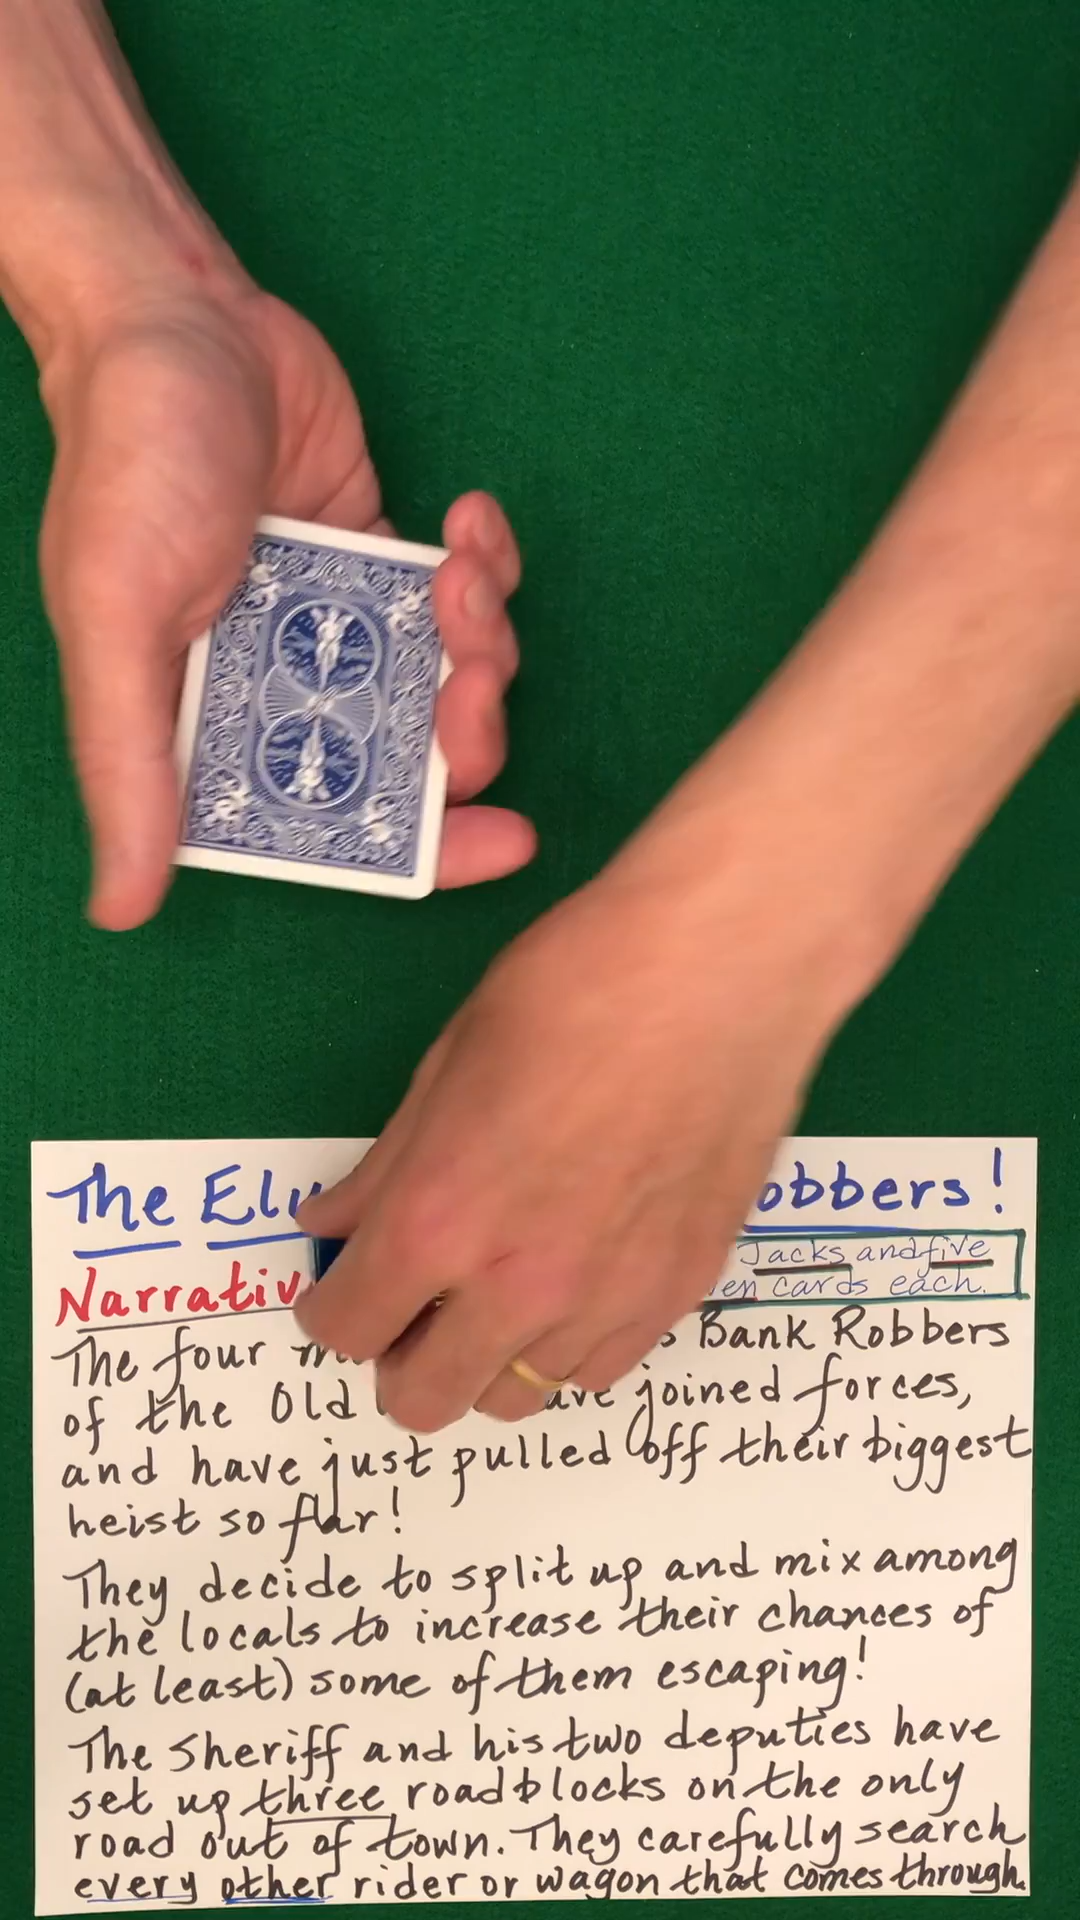 The obbers!
Jacks and five
Narrativ cards each.
The four Bank Robbers
of the Old joined forces,
and have just pulled off their biggest
heist so far!
They decide to split up and mix among
the locals to increase their chances of
(at least) some of them escaping!
The Sheriff and his two deputies have
set up three roadblocks on the only
road out of town. They carefully search
every other rider or wagon that comes through.